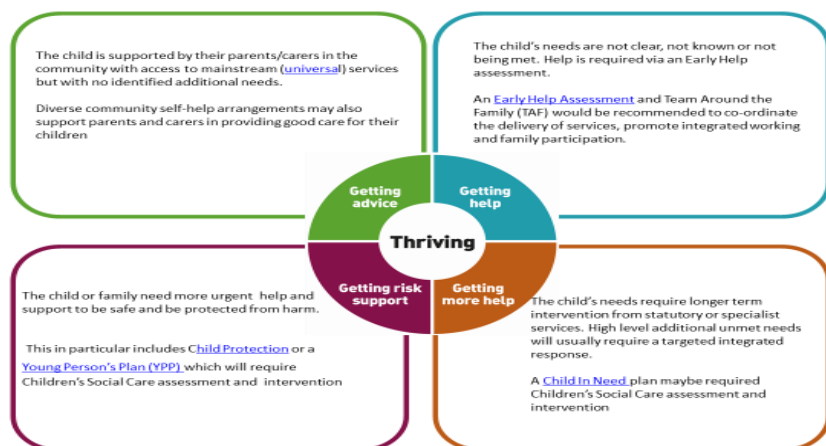 The child is supported by their parents/carers in the
community with access to mainstream (universal) services
but with no identified additional needs.
Diverse community self-help arrangements may also
support parents and carers in providing good care for their
children
The child's needs are not clear, not known or not
being met. Help is required via an Early Help
assessment.
An Early Help Assessment and Team Around the
Family (TAF) would be recommended to co-ordinate
the delivery of services, promote integrated working
and family participation.
Getting
advice
Getting
help
Thriving
Getting risk
support
Getting
more help
The child or family need more urgent help and
support to be safe and be protected from harm.
This in particular includes Child Protection or a
Young Person's Plan (YPP) which will require
Children's Social Care assessment and intervention
The child's needs require longer term
intervention from statutory or specialist
services. High level additional unmet needs
will usually require a targeted integrated
response.
A Child In Need plan maybe required
Children's Social Care assessment and
intervention